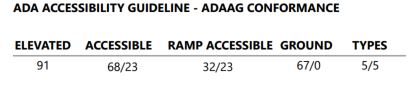 ADA ACCESSIBILITY GUIDELINE - ADAAG CONFORMANCE
ELEVATED ACCESSIBLE RAMP ACCESSIBLE GROUND TYPES
91 68/23 32/23 67/0 5/5